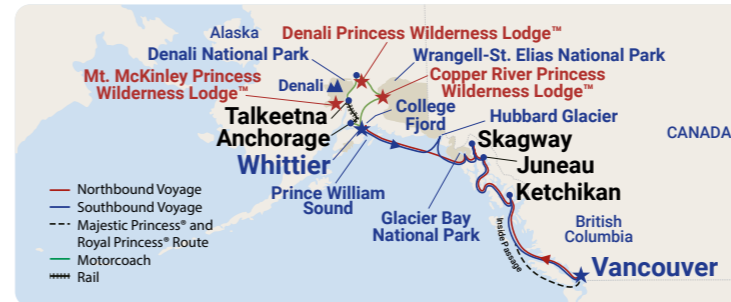 Alaska
Denali Princess Wilderness Lodge™
Denali National Park
Wrangell-St. Elias National Park
Mt. McKinley Princess
Wilderness Lodge™
Denali
Copper River Princess
Wilderness Lodge™
Talkeetna
Anchorage
College
Fjord
Hubbard Glacier
Whittier
Skagway
CANADA
Juneau
Ketchikan
Prince William
Sound
Glacier Bay
National Park
Inside Passage
British
Columbia
Vancouver
Northbound Voyage
Southbound Voyage
Majestic Princess® and
Royal Princess® Route
Motorcoach
Rail